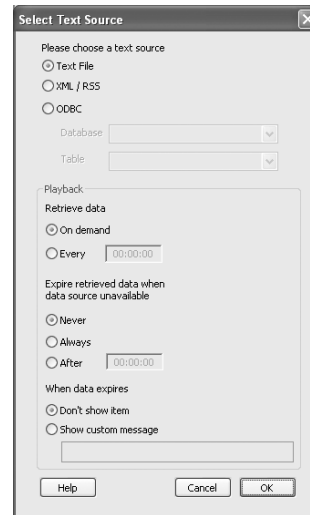 Select Text Source
Please choose a text source
Text File
XML / RSS
ODBC
Database
Table
Playback
Retrieve data
On demand
Every 00:00:00
Expire retrieved data when
data source unavailable
Never
Always
After 00:00:00
When data expires
Don't show item
Show custom message
Help Cancel OK